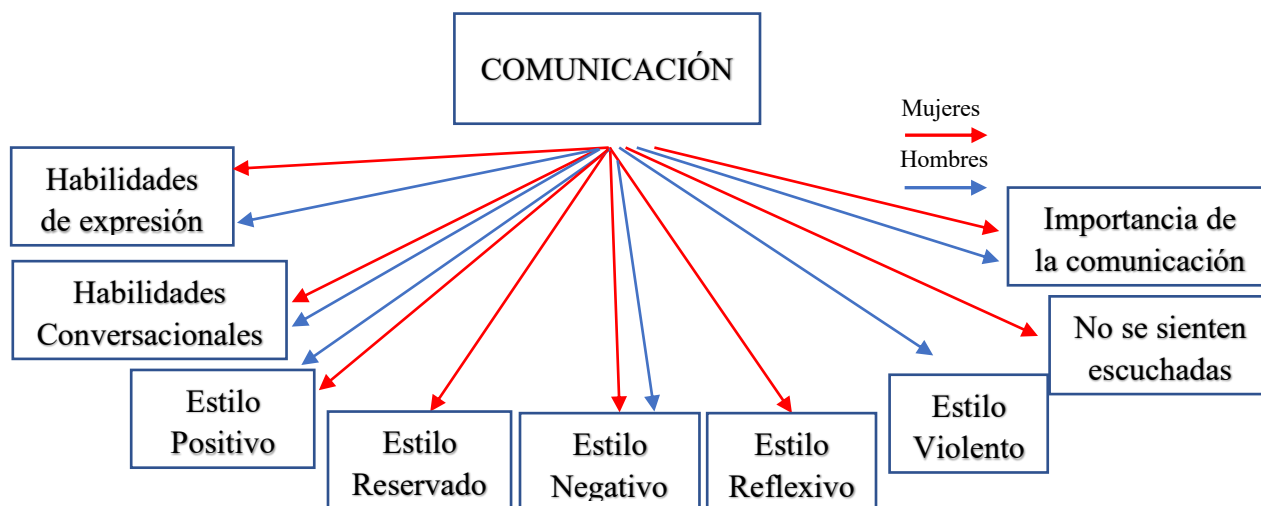 COMUNICACIÓN
Mujeres
Hombres
Habilidades
de expresión
Importancia de
la comunicación
Habilidades
Conversacionales
No se sienten
escuchadas
Estilo
Positivo
Estilo
Reservado
Estilo
Negativo
Estilo
Reflexivo
Estilo
Violento